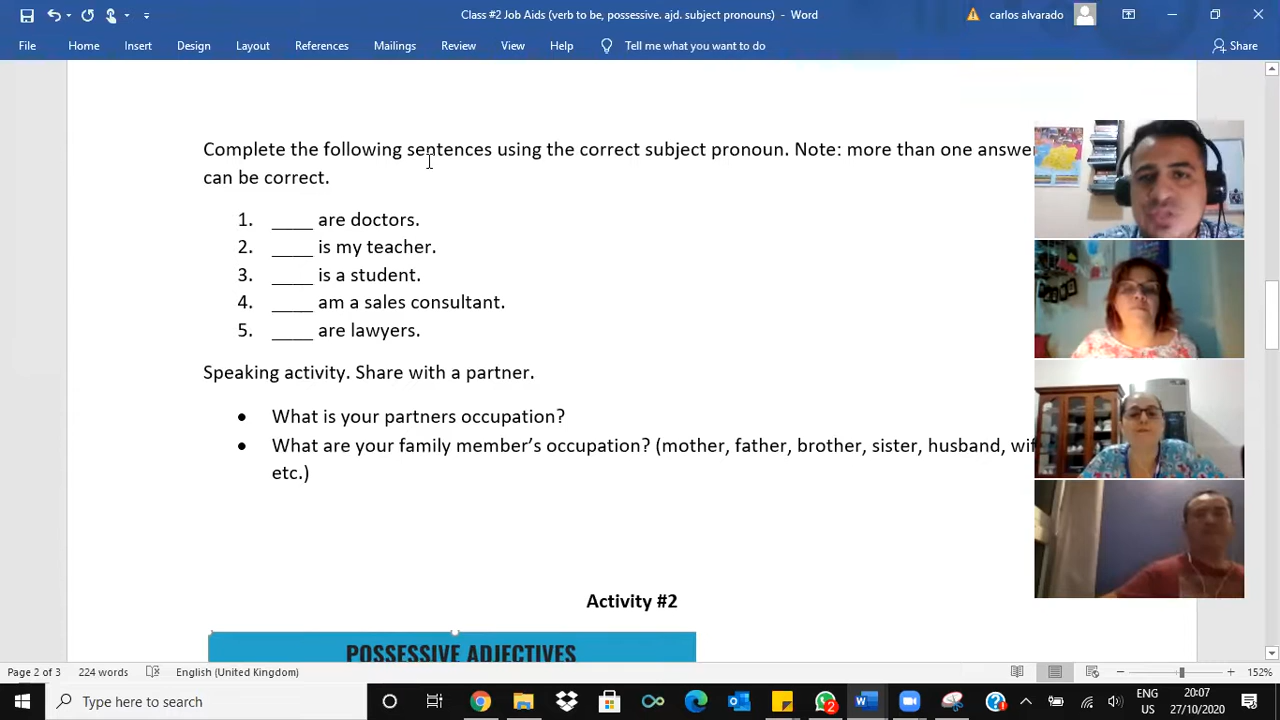 Class #2 Job Aids (verb to be, possessive. ajd. subject pronouns) - Word
carlos alvarado
File Home Insert Design Layout References Mailings Review View Help Tell me what you want to do Share
Complete the following sentences using the correct subject pronoun. Note: more than one answer
can be correct.
1. ____ are doctors.
2. ____ is my teacher.
3. ____ is a student.
4. ____ am a sales consultant.
5. ____ are lawyers.
Speaking activity. Share with a partner.
• What is your partners occupation?
• What are your family member’s occupation? (mother, father, brother, sister, husband, wif
etc.)
Activity #2
POSSESSIVE ADJECTIVES
Page 2 of 3 224 words English (United Kingdom) 152%
Type here to search
2
ENG 20:07
US 27/10/2020